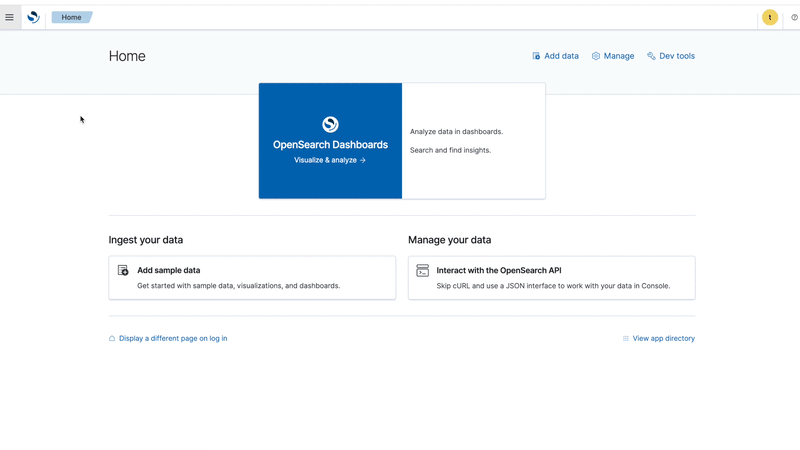 Home
t
Home
Add data
Manage
Dev tools
OpenSearch Dashboards
Visualize & analyze →
Analyze data in dashboards.
Search and find insights.
Ingest your data
Manage your data
Add sample data
Get started with sample data, visualizations, and dashboards.
Interact with the OpenSearch API
Skip cURL and use a JSON interface to work with your data in Console.
Display a different page on log in
View app directory